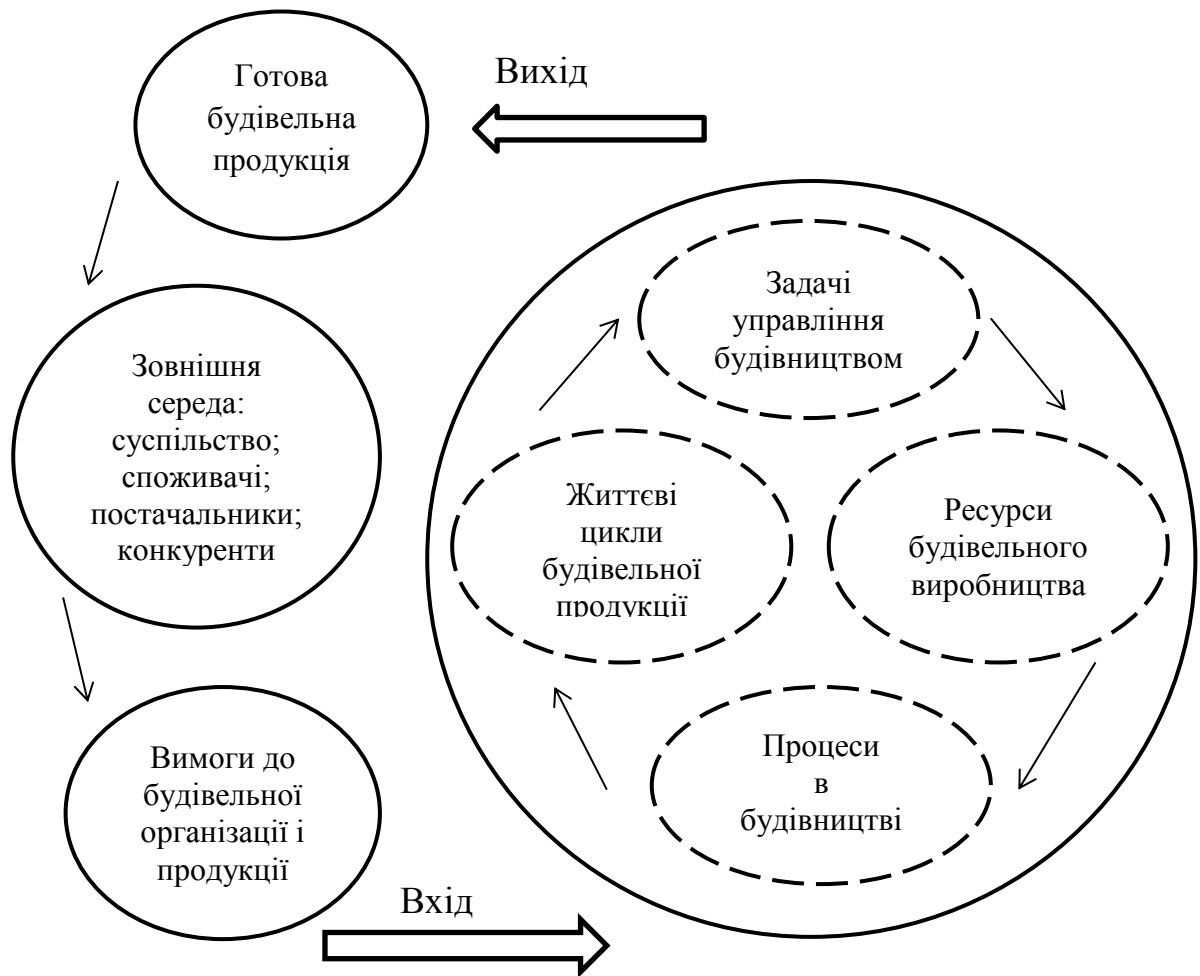 Готова
будівельна
продукція
Вихід
Зовнішня
середа:
суспільство;
споживачі;
постачальники;
конкуренти
Вимоги до
будівельної
організації і
продукції
Вхід
Задачі
управління
будівництвом
Життєві
цикли
будівельної
продукції
Ресурси
будівельного
виробництва
Процеси
в
будівництві